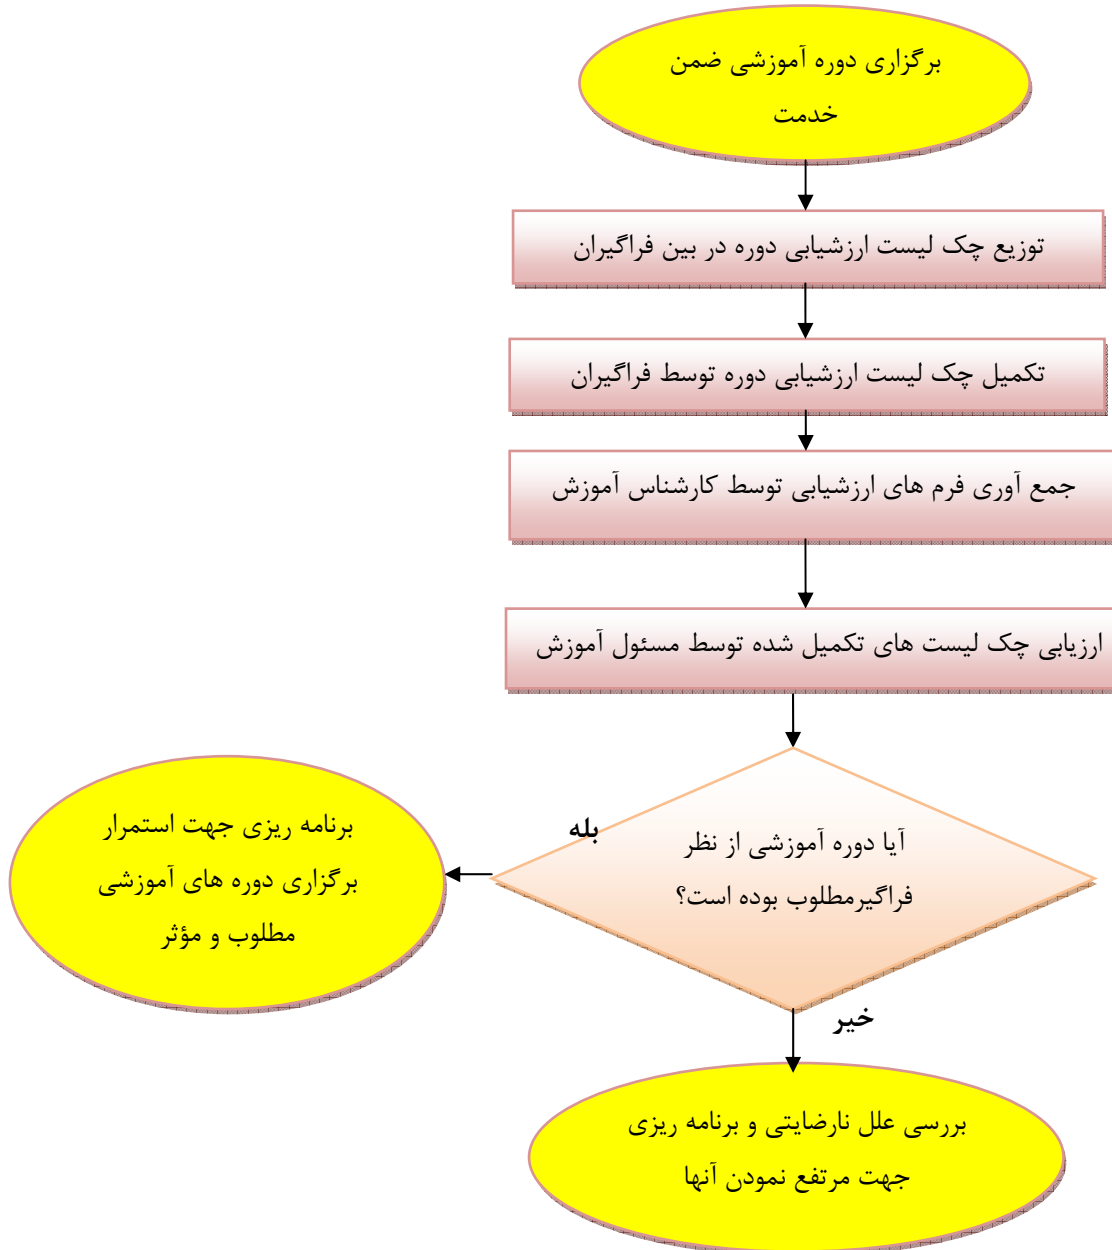 برگزاری دوره آموزشی ضمن
خدمت
توزیع چک لیست ارزشیابی دوره در بین فراگیران
تکمیل چک لیست ارزشیابی دوره توسط فراگیران
جمع آوری فرم های ارزشیابی توسط کارشناس آموزش
ارزیابی چک لیست های تکمیل شده توسط مسئول آموزش
آیا دوره آموزشی از نظر
فراگیرمطلوب بوده است؟
بله
برنامه ریزی جهت استمرار
برگزاری دوره های آموزشی
مطلوب و مؤثر
خیر
بررسی علل نارضایتی و برنامه ریزی
جهت مرتفع نمودن آنها